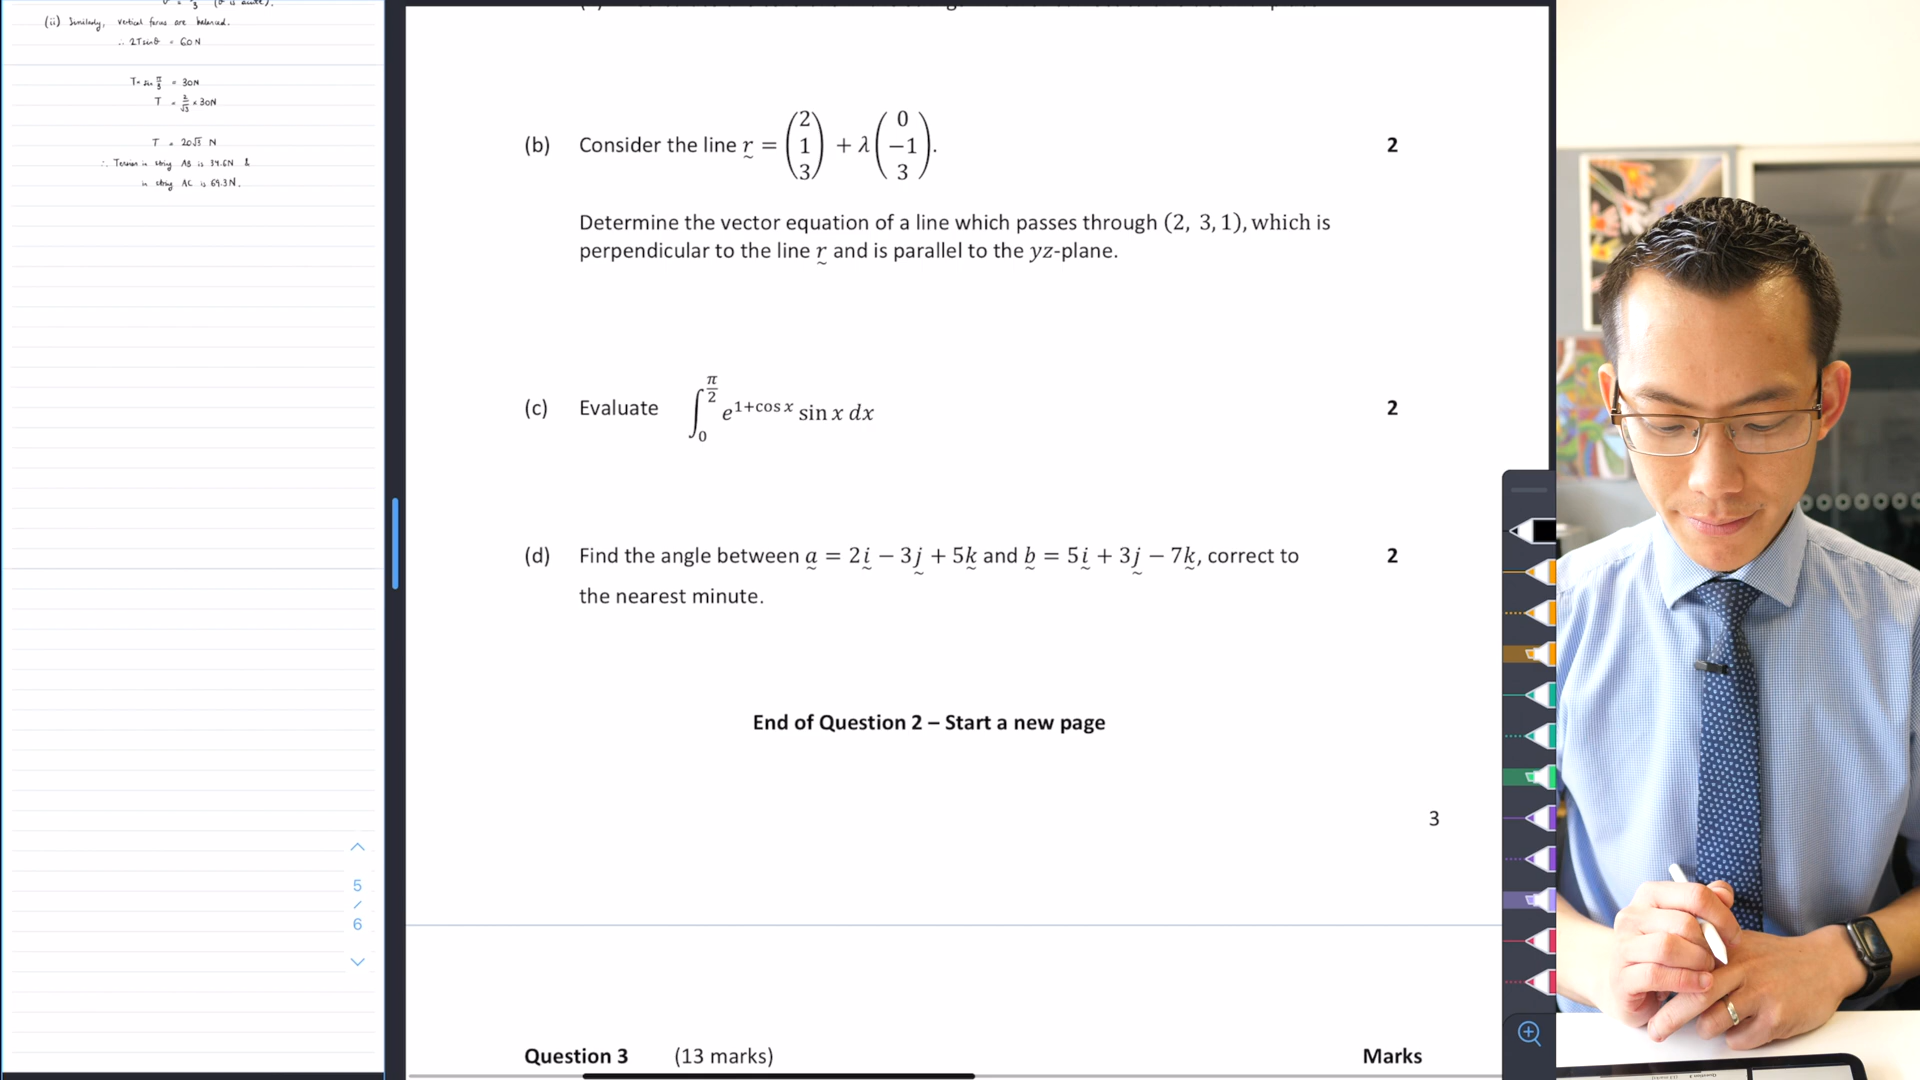 (ii) Similarly, vertical forces are balanced.
∴ 2T sinθ = 60N
T× sin π/3 = 30N
T = 2/√3 × 30N
T = 20√3 N
∴ Tension in string AB is 34.6N &
in string AC is 69.3N.
5
/
6
(b) Consider the line r = (2 1 3) + λ(0 −1 3). 2
Determine the vector equation of a line which passes through (2, 3, 1), which is
perpendicular to the line r and is parallel to the yz-plane.
(c) Evaluate ∫₀^(π/2) e^(1+cos x) sin x dx 2
(d) Find the angle between a = 2i − 3j + 5k and b = 5i + 3j − 7k, correct to 2
the nearest minute.
End of Question 2 – Start a new page
3
Question 3 (13 marks) Marks